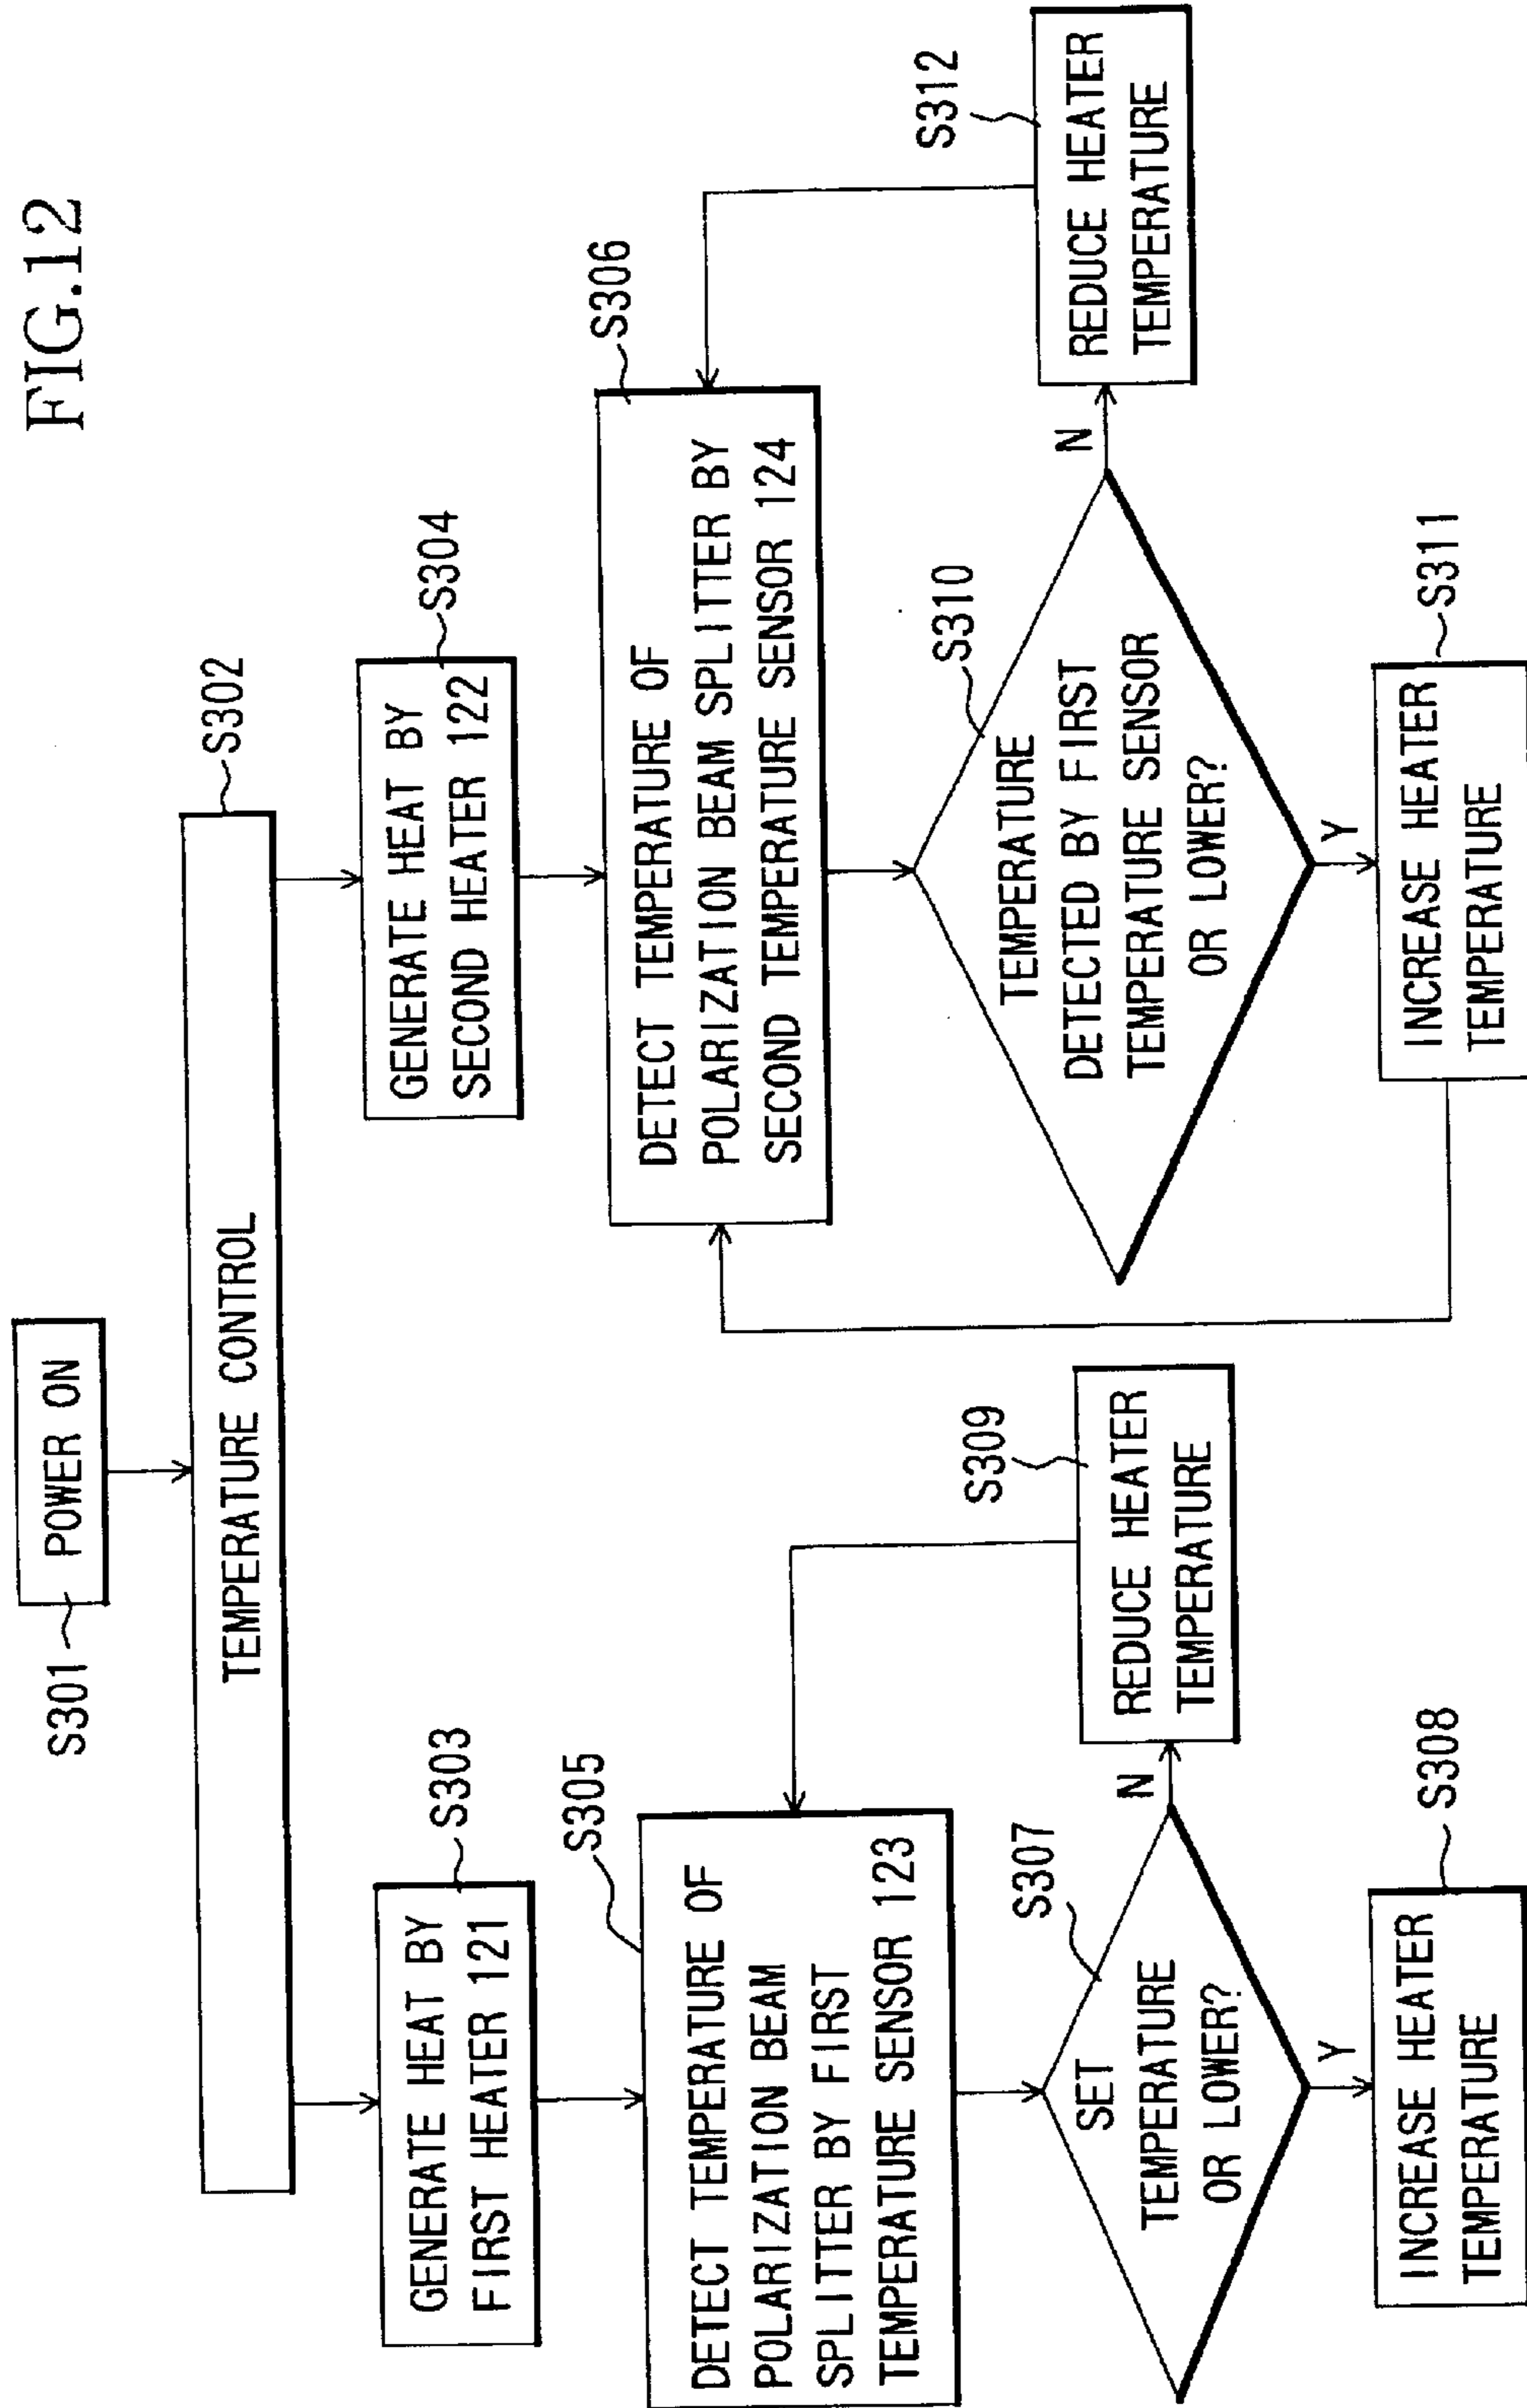 FIG.12
S301
POWER ON
S302
TEMPERATURE CONTROL
S303
GENERATE HEAT BY
FIRST HEATER 121
S305
DETECT TEMPERATURE OF
POLARIZATION BEAM
SPLITTER BY FIRST
TEMPERATURE SENSOR 123
S307
SET
TEMPERATURE
OR LOWER?
N
S309
REDUCE HEATER
TEMPERATURE
Y
S308
INCREASE HEATER
TEMPERATURE
S304
GENERATE HEAT BY
SECOND HEATER 122
S306
DETECT TEMPERATURE OF
POLARIZATION BEAM SPLITTER BY
SECOND TEMPERATURE SENSOR 124
S310
TEMPERATURE
DETECTED BY FIRST
TEMPERATURE SENSOR
OR LOWER?
N
S312
REDUCE HEATER
TEMPERATURE
Y
S311
INCREASE HEATER
TEMPERATURE